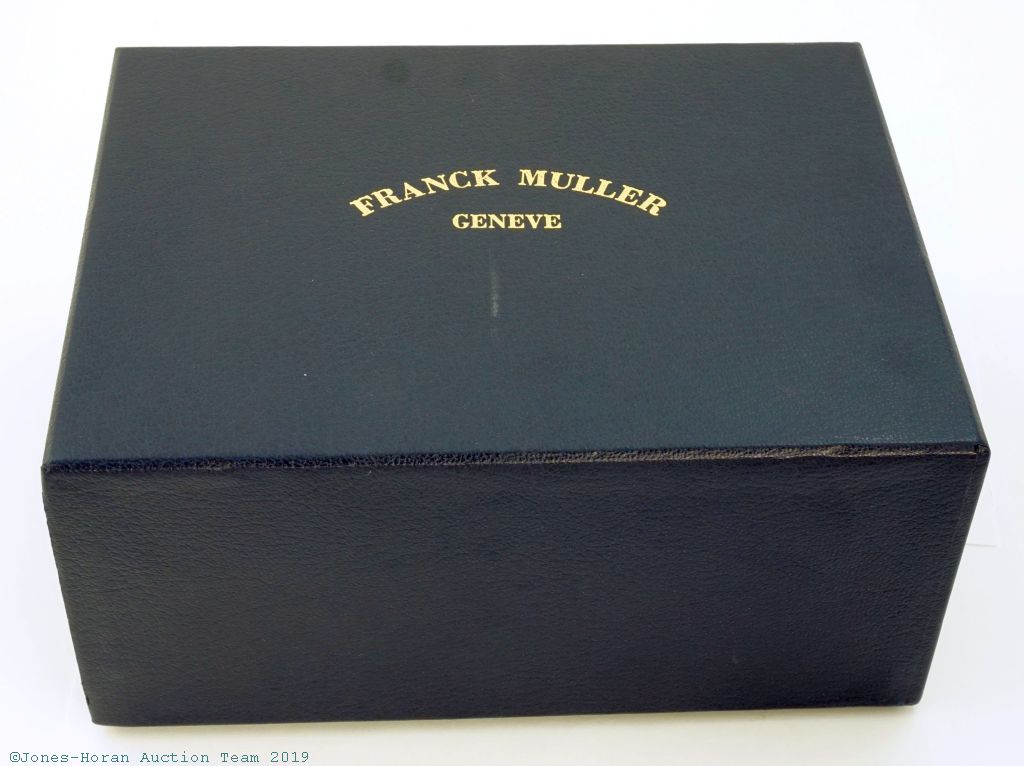 FRANCK MULLER
GENEVE
©Jones-Horan Auction Team 2019